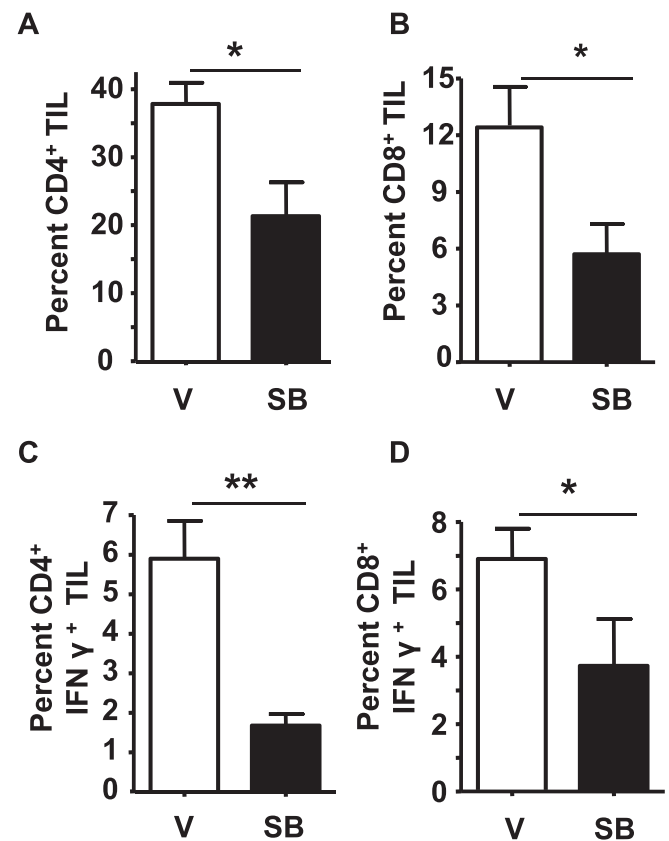 A
*
Percent CD4⁺ TIL
40
30
20
10
0
V
SB
B
*
Percent CD8⁺ TIL
15
12
9
6
3
0
V
SB
C
**
Percent CD4⁺
IFN γ ⁺ TIL
7
6
5
4
3
2
1
0
V
SB
D
*
Percent CD8⁺
IFN γ ⁺ TIL
8
6
4
2
0
V
SB